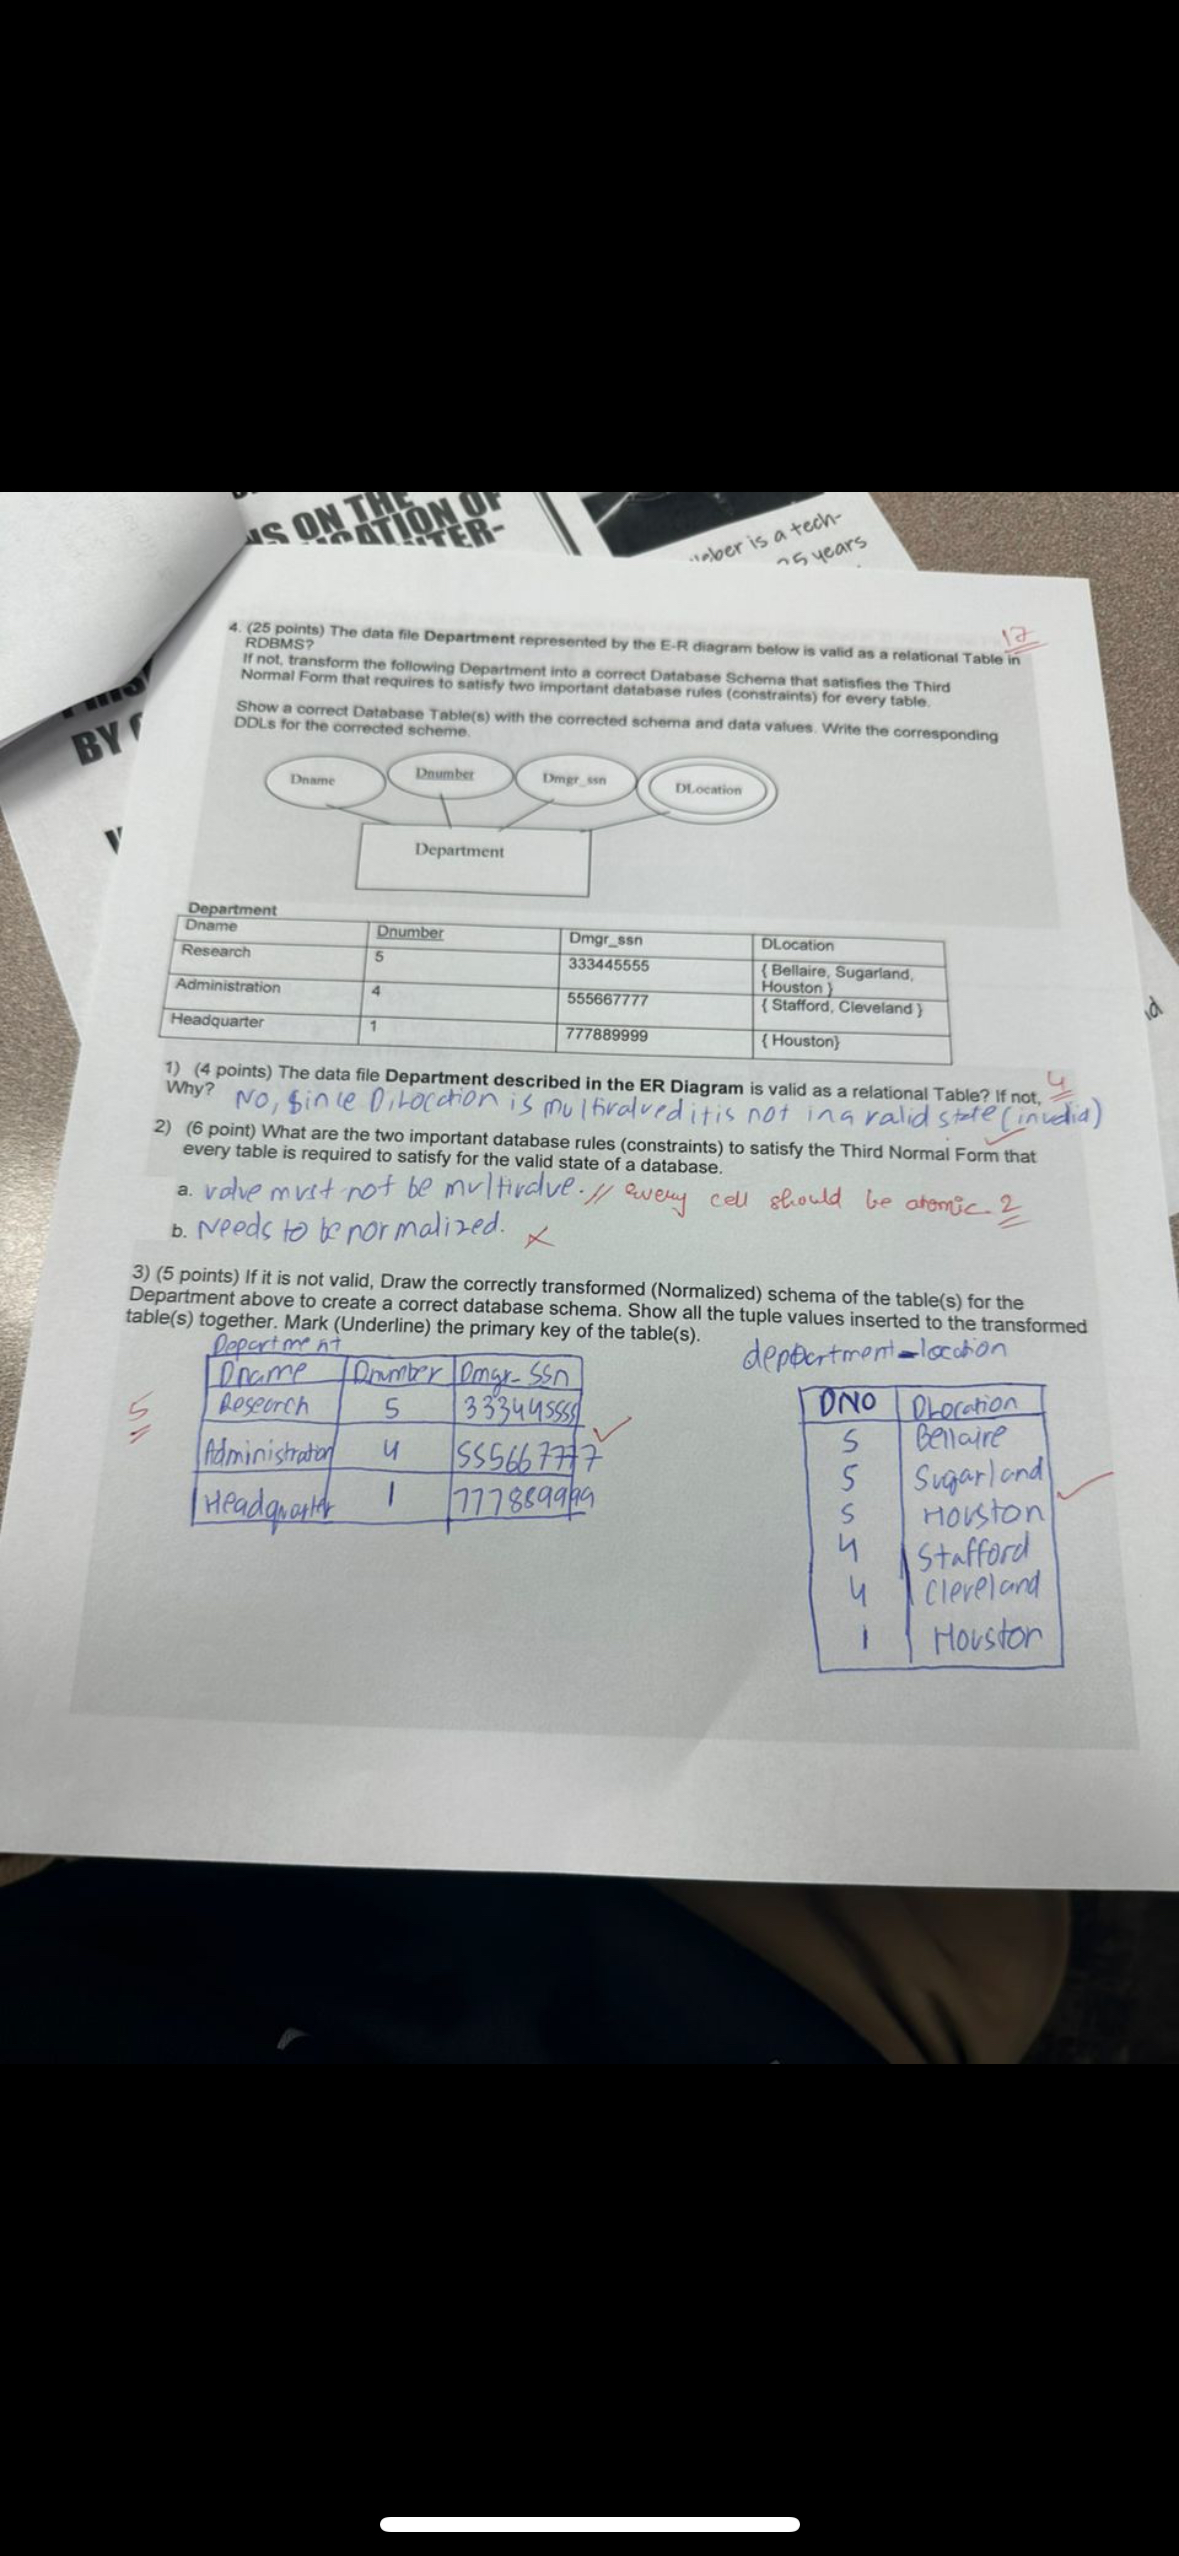 IS ON THE
ATION OF
is a tech-
years
BY
17
4. (25 points) The data file Department represented by the E-R diagram below is valid as a relational Table in
RDBMS?
If not, transform the following Department into a correct Database Schema that satisfies the Third
Normal Form that requires to satisfy two important database rules (constraints) for every table.
Show a correct Database Table(s) with the corrected schema and data values. Write the corresponding
DDLs for the corrected scheme.
Dname
Dnumber
Dmgr_ssn
DLocation
Department
Department
Dname Dnumber Dmgr_ssn DLocation
Research 5 333445555 { Bellaire, Sugarland,
Houston }
Administration 4 555667777 { Stafford, Cleveland }
Headquarter 1 777889999 { Houston}
1) (4 points) The data file Department described in the ER Diagram is valid as a relational Table? If not, 4
Why? No, Since D.Location is multivalued it is not in a valid state (invalid)
2) (6 point) What are the two important database rules (constraints) to satisfy the Third Normal Form that
every table is required to satisfy for the valid state of a database.
a. value must not be multivalue. // every cell should be atomic. 2
b. Needs to be normalized.
3) (5 points) If it is not valid, Draw the correctly transformed (Normalized) schema of the table(s) for the
Department above to create a correct database schema. Show all the tuple values inserted to the transformed
table(s) together. Mark (Underline) the primary key of the table(s).
Department
Dname Dnumber Dmgr-Ssn
Research 5 333445555
Administration 4 555667777
Headquarter 1 777889999
5
department-location
DNO DLocation
5 Bellaire
5 Sugarland
5 Houston
4 Stafford
4 Cleveland
1 Houston